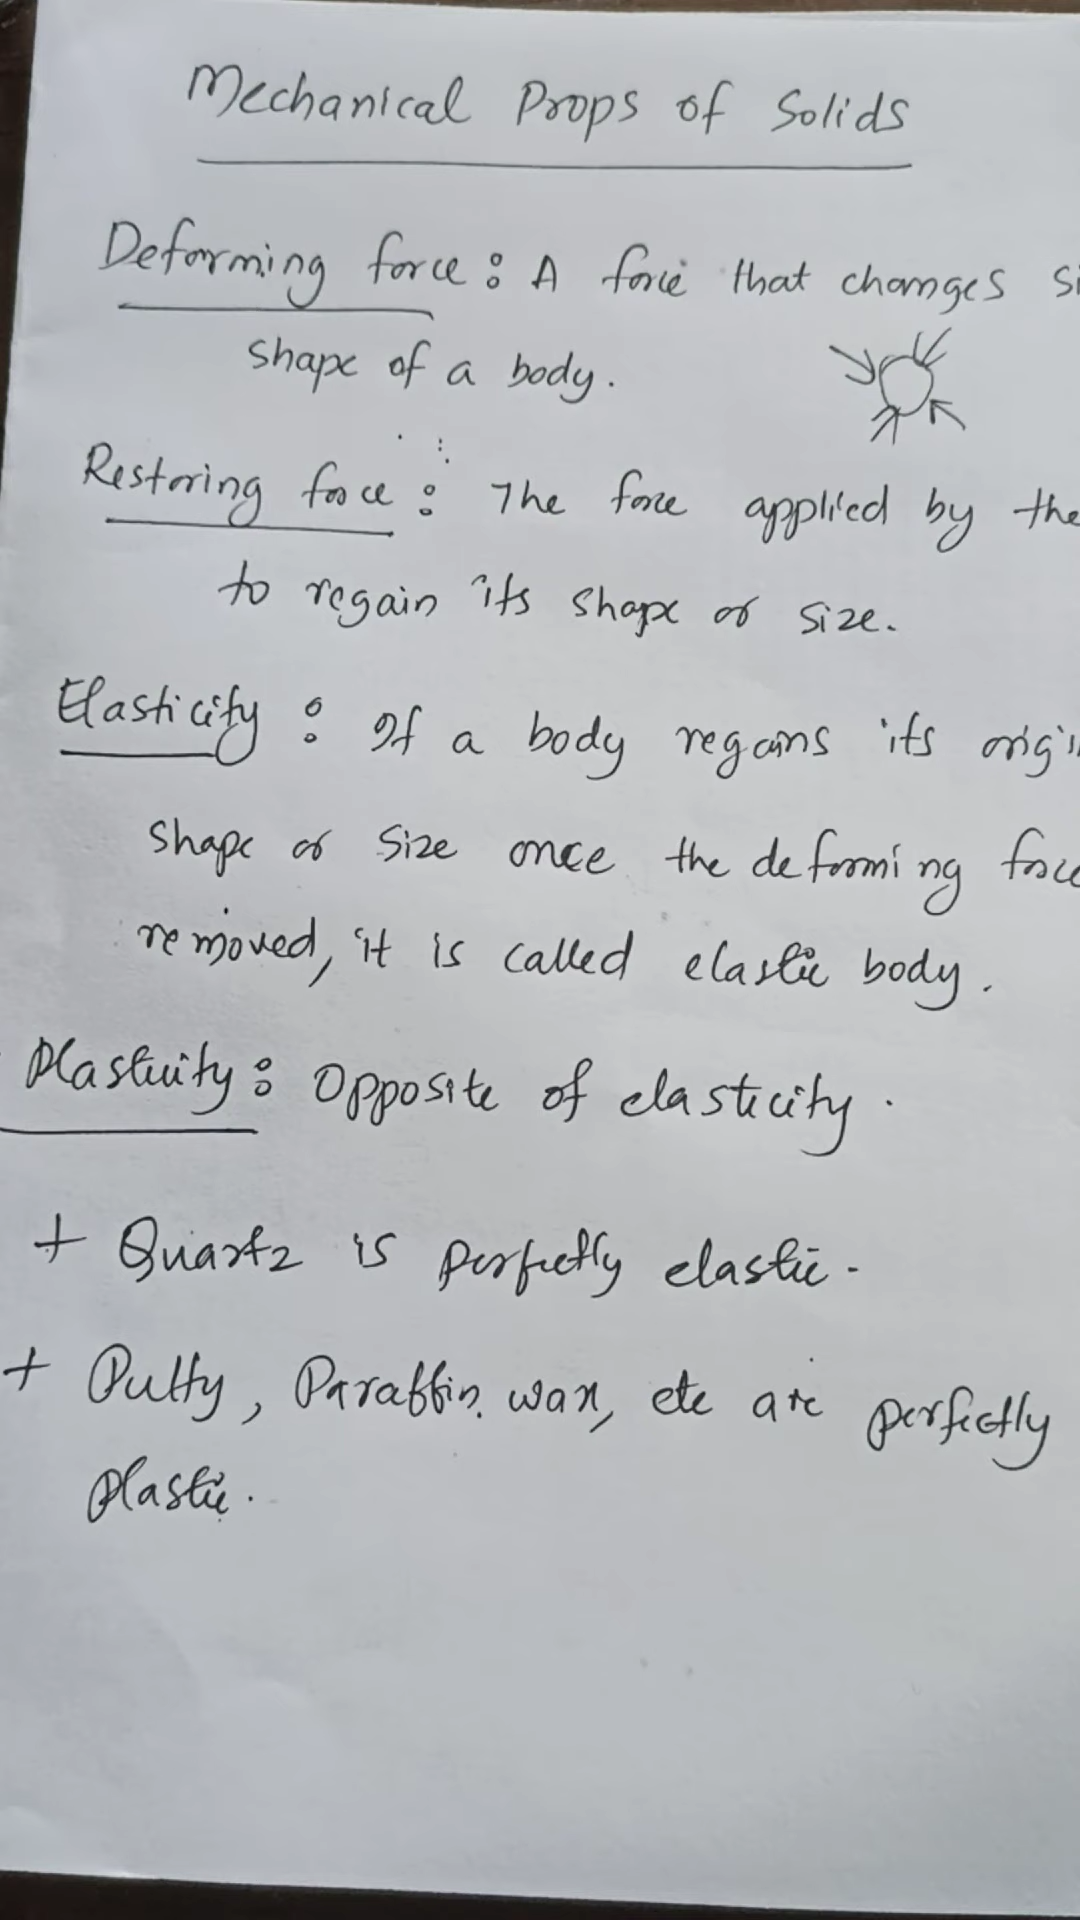 Mechanical Props of Solids
Deforming force : A force that changes si
shape of a body.
Restoring force : The force applied by the
to regain its shape or size.
Elasticity : If a body regains its origi
shape or size once the deforming force
removed, it is called elastic body.
Plasticity : Opposite of elasticity.
+ Quartz is perfectly elastic.
+ Putty, Paraffin wax, etc are perfectly
plastic.